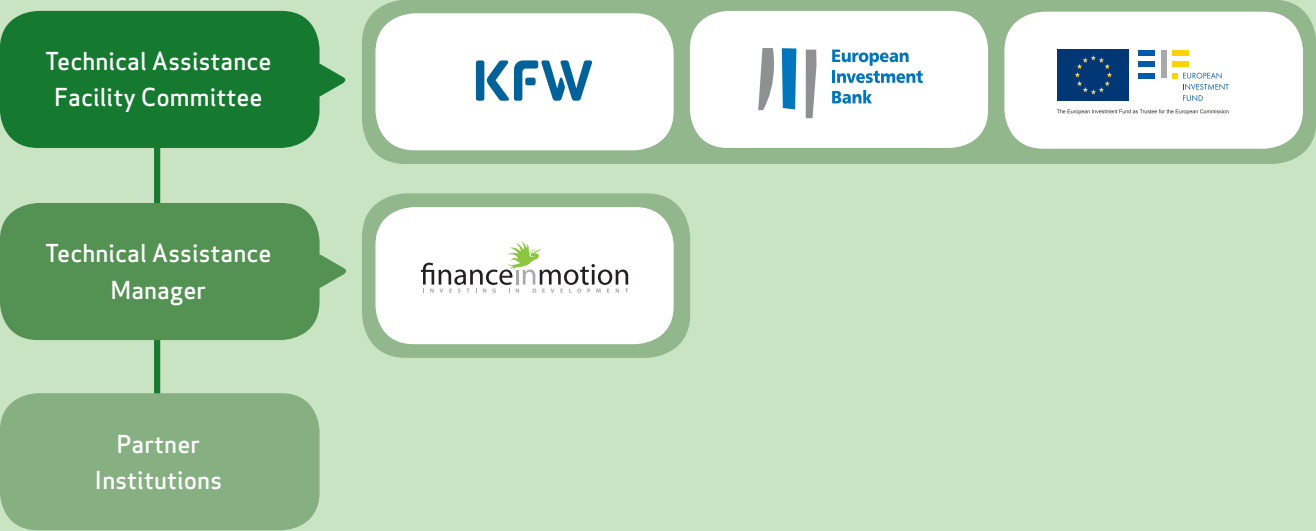 Technical Assistance
Facility Committee
KFW
European
Investment
Bank
EUROPEAN
INVESTMENT
FUND
The European Investment Fund as Trustee for the European Commission
Technical Assistance
Manager
financeinmotion
INVESTING IN DEVELOPMENT
Partner
Institutions